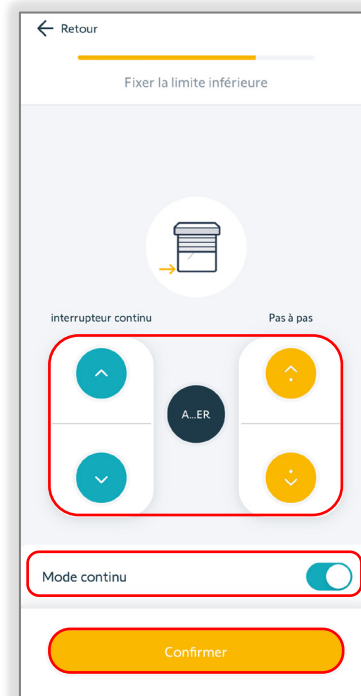 Retour
Fixer la limite inférieure
interrupteur continu
Pas à pas
A...ER
Mode continu
Confirmer